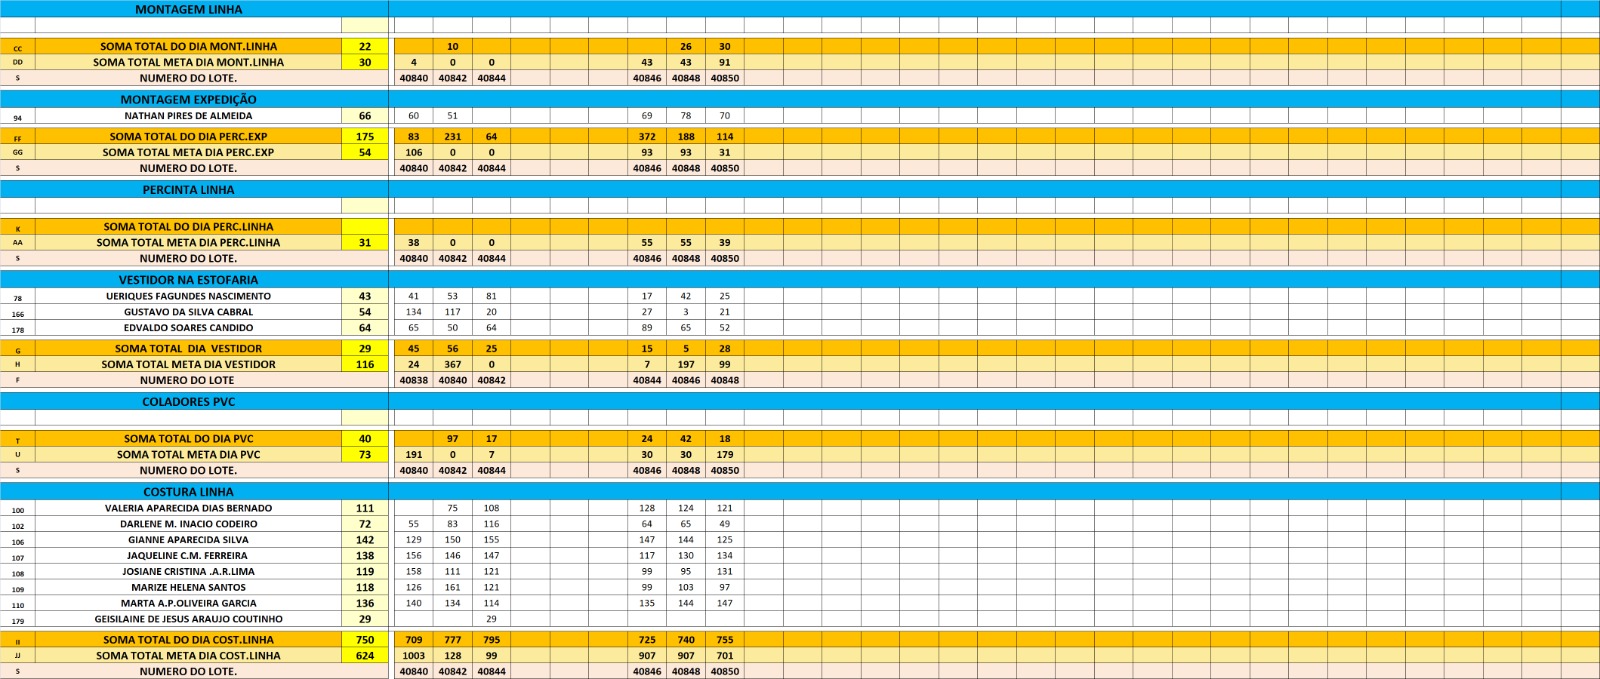 MONTAGEM LINHA
CC SOMA TOTAL DO DIA MONT.LINHA 22 10 26 30
DD SOMA TOTAL META DIA MONT.LINHA 30 4 0 0 43 43 91
S NUMERO DO LOTE. 40840 40842 40844 40846 40848 40850
MONTAGEM EXPEDIÇÃO
94 NATHAN PIRES DE ALMEIDA 66 60 51 69 78 70
FF SOMA TOTAL DO DIA PERC.EXP 175 83 231 64 372 188 114
GG SOMA TOTAL META DIA PERC.EXP 54 106 0 0 93 93 31
S NUMERO DO LOTE. 40840 40842 40844 40846 40848 40850
PERCINTA LINHA
K SOMA TOTAL DO DIA PERC.LINHA
AA SOMA TOTAL META DIA PERC.LINHA 31 38 0 0 55 55 39
S NUMERO DO LOTE. 40840 40842 40844 40846 40848 40850
VESTIDOR NA ESTOFARIA
78 UERIQUES FAGUNDES NASCIMENTO 43 41 53 81 17 42 25
166 GUSTAVO DA SILVA CABRAL 54 134 117 20 27 3 21
178 EDVALDO SOARES CANDIDO 64 65 50 64 89 65 52
G SOMA TOTAL DIA VESTIDOR 29 45 56 25 15 5 28
H SOMA TOTAL META DIA VESTIDOR 116 24 367 0 7 197 99
F NUMERO DO LOTE 40838 40840 40842 40844 40846 40848
COLADORES PVC
T SOMA TOTAL DO DIA PVC 40 97 17 24 42 18
U SOMA TOTAL META DIA PVC 73 191 0 7 30 30 179
S NUMERO DO LOTE. 40840 40842 40844 40846 40848 40850
COSTURA LINHA
100 VALERIA APARECIDA DIAS BERNADO 111 75 108 128 124 121
102 DARLENE M. INACIO CODEIRO 72 55 83 116 64 65 49
106 GIANNE APARECIDA SILVA 142 129 150 155 147 144 125
107 JAQUELINE C.M. FERREIRA 138 156 146 147 117 130 134
108 JOSIANE CRISTINA .A.R.LIMA 119 158 111 121 99 95 131
109 MARIZE HELENA SANTOS 118 126 161 121 99 103 97
110 MARTA A.P.OLIVEIRA GARCIA 136 140 134 114 135 144 147
179 GEISILAINE DE JESUS ARAUJO COUTINHO 29 29
II SOMA TOTAL DO DIA COST.LINHA 750 709 777 795 725 740 755
JJ SOMA TOTAL META DIA COST.LINHA 624 1003 128 99 907 907 701
S NUMERO DO LOTE. 40840 40842 40844 40846 40848 40850